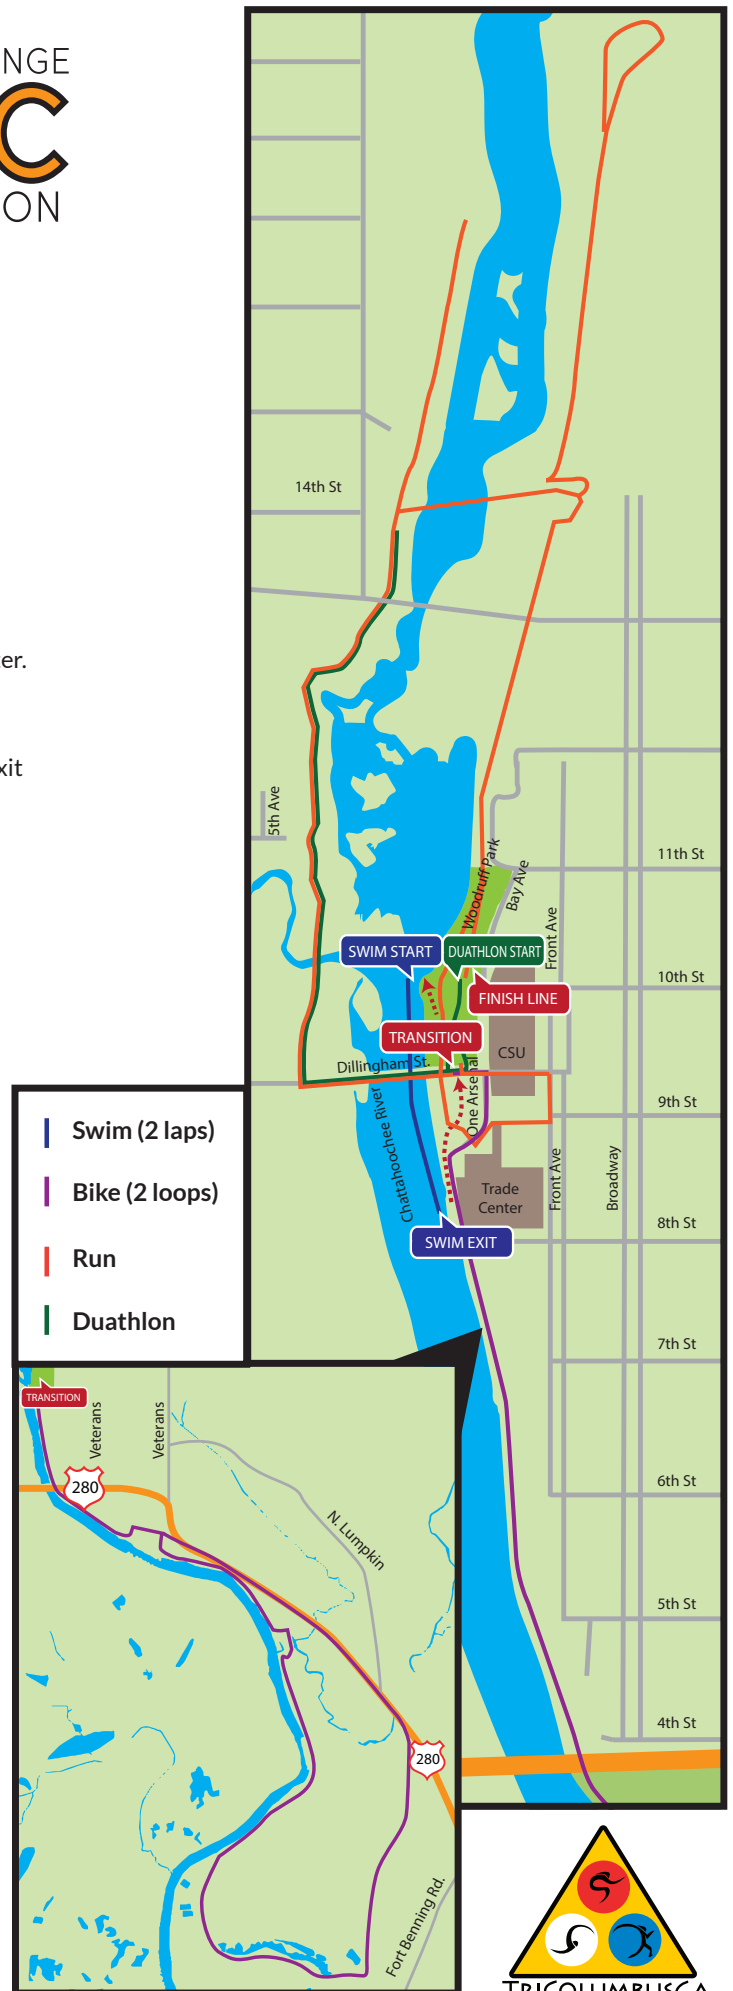 NGE
C
ON
er.
xit
14th St
5th Ave
11th St
Woodruff Park
Bay Ave
Front Ave
SWIM START
DUATHLON START
10th St
FINISH LINE
TRANSITION
CSU
Dillingham St.
One Arsenal
9th St
Chattahoochee River
Trade
Center
Front Ave
Broadway
8th St
SWIM EXIT
7th St
6th St
5th St
4th St
Swim (2 laps)
Bike (2 loops)
Run
Duathlon
TRANSITION
Veterans
Veterans
280
N. Lumpkin
280
Fort Benning Rd.